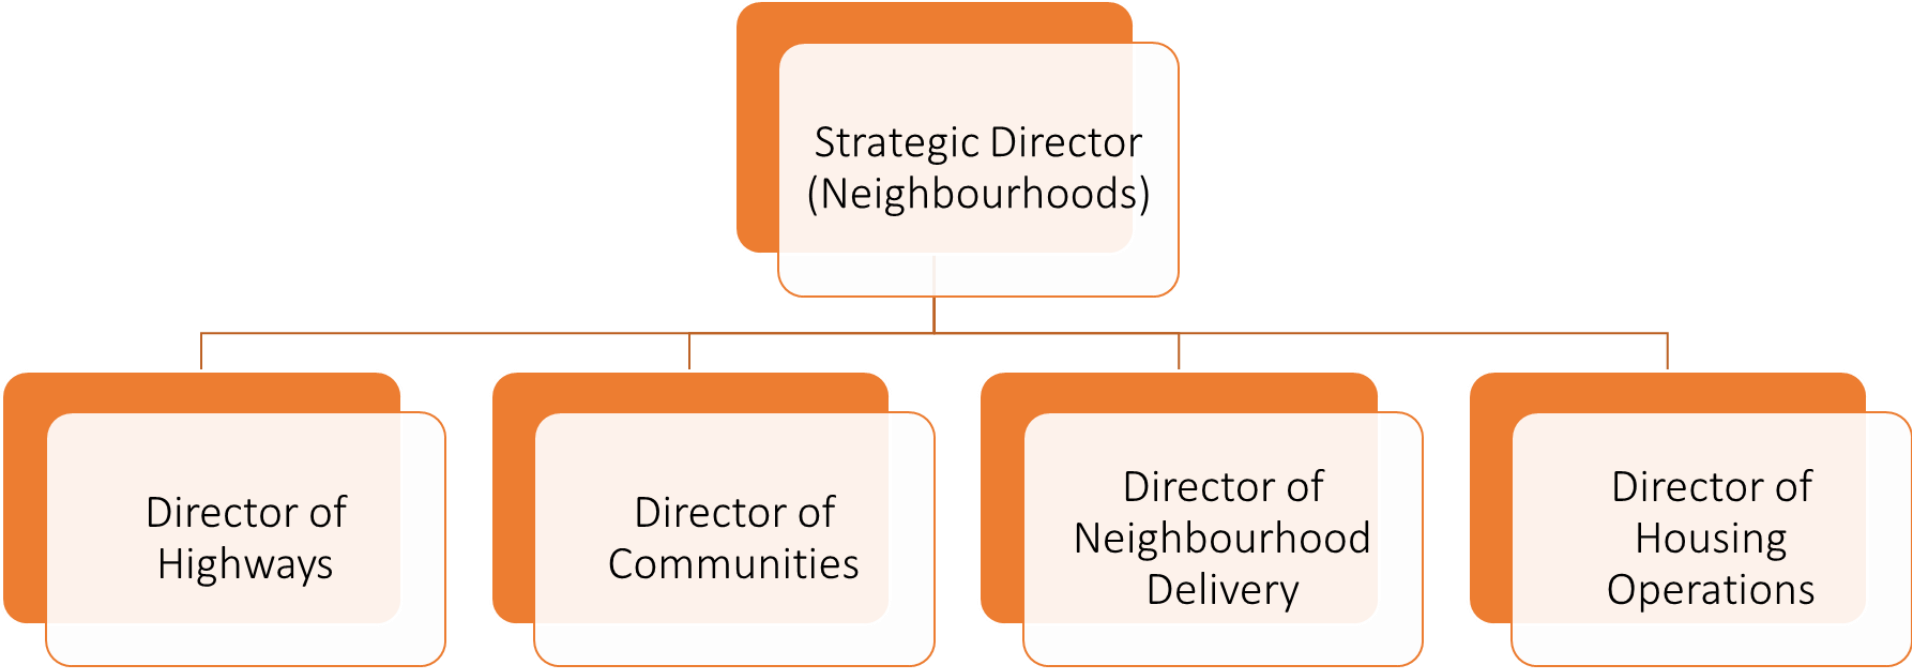 Strategic Director
(Neighbourhoods)
Director of
Highways
Director of
Communities
Director of
Neighbourhood
Delivery
Director of
Housing
Operations